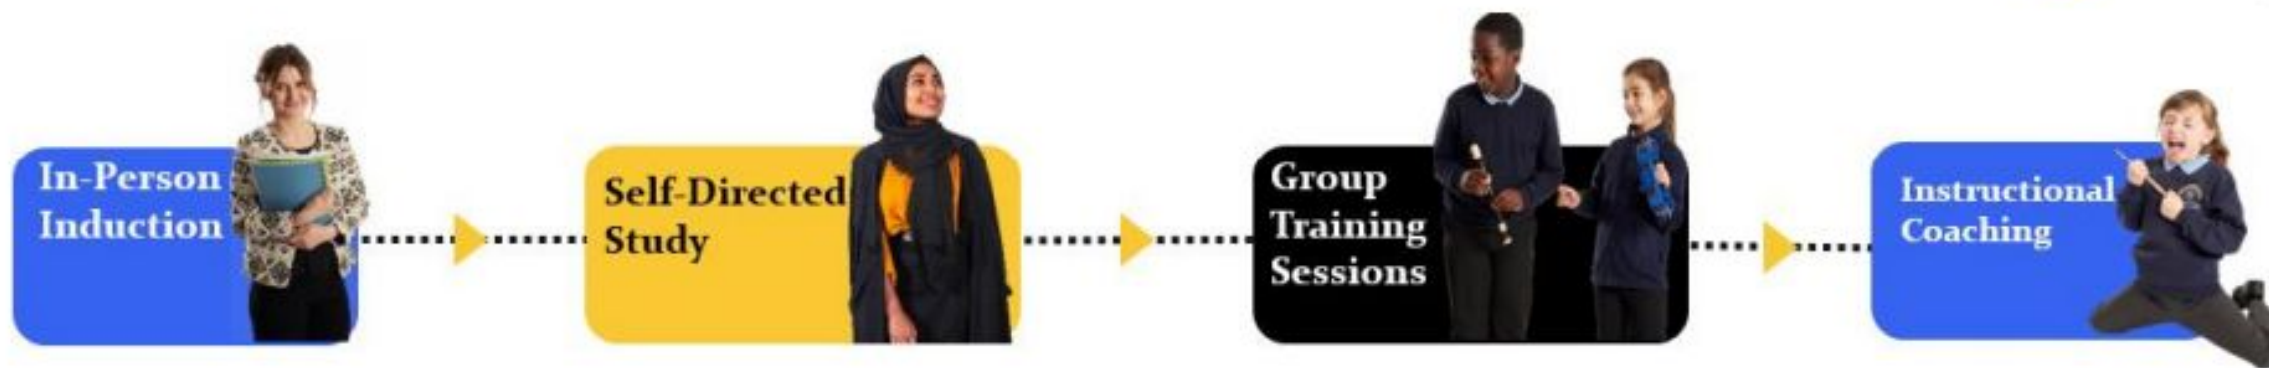 In-Person
Induction
Self-Directed
Study
Group
Training
Sessions
Instructional
Coaching